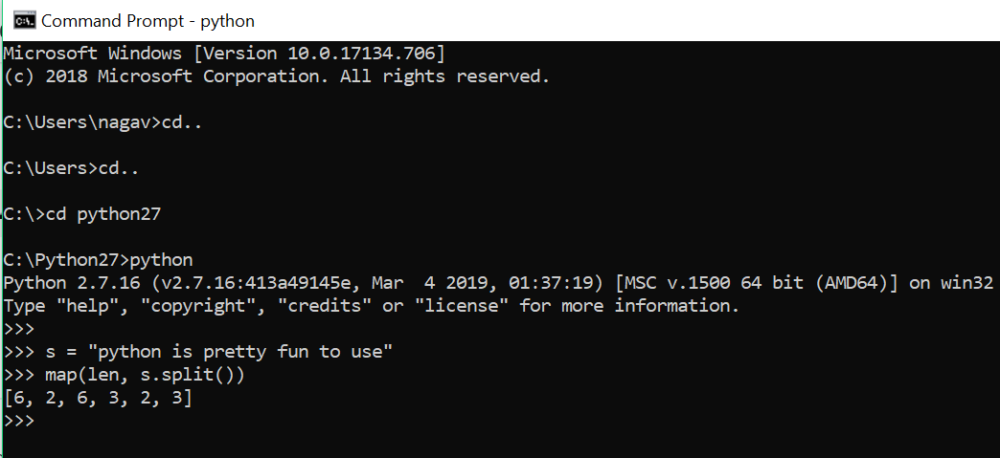 Command Prompt - python
Microsoft Windows [Version 10.0.17134.706]
(c) 2018 Microsoft Corporation. All rights reserved.
C:\Users\nagav>cd..
C:\Users>cd..
C:\>cd python27
C:\Python27>python
Python 2.7.16 (v2.7.16:413a49145e, Mar  4 2019, 01:37:19) [MSC v.1500 64 bit (AMD64)] on win32
Type "help", "copyright", "credits" or "license" for more information.
>>>
>>> s = "python is pretty fun to use"
>>> map(len, s.split())
[6, 2, 6, 3, 2, 3]
>>>